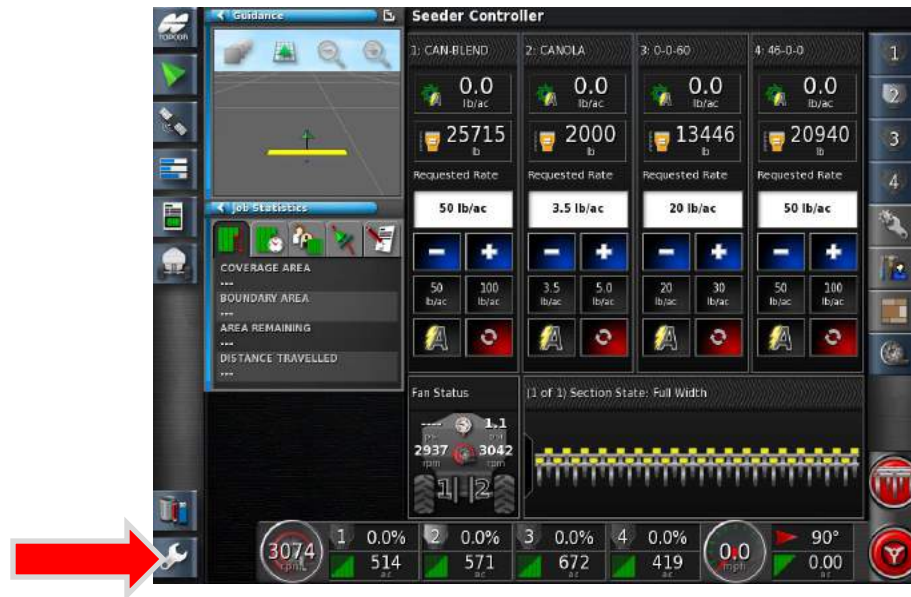 TOPCON
Guidance
Seeder Controller
1: CAN-BLEND
2: CANOLA
3: 0-0-60
4: 46-0-0
0.0
lb/ac
0.0
lb/ac
0.0
lb/ac
0.0
lb/ac
25715
lb
2000
lb
13446
lb
20940
lb
Requested Rate
Requested Rate
Requested Rate
Requested Rate
50 lb/ac
3.5 lb/ac
20 lb/ac
50 lb/ac
50
lb/ac
100
lb/ac
3.5
lb/ac
5.0
lb/ac
20
lb/ac
30
lb/ac
50
lb/ac
100
lb/ac
Job Statistics
COVERAGE AREA
---
BOUNDARY AREA
---
AREA REMAINING
---
DISTANCE TRAVELLED
---
Fan Status
----
psi
1.1
psi
2937
rpm
3042
rpm
1 2
(1 of 1) Section State: Full Width
1
2
3
4
3074
rpm
1 0.0%
514
ac
2 0.0%
571
ac
3 0.0%
672
ac
4 0.0%
419
ac
0.0
mph
90°
0.00
ac